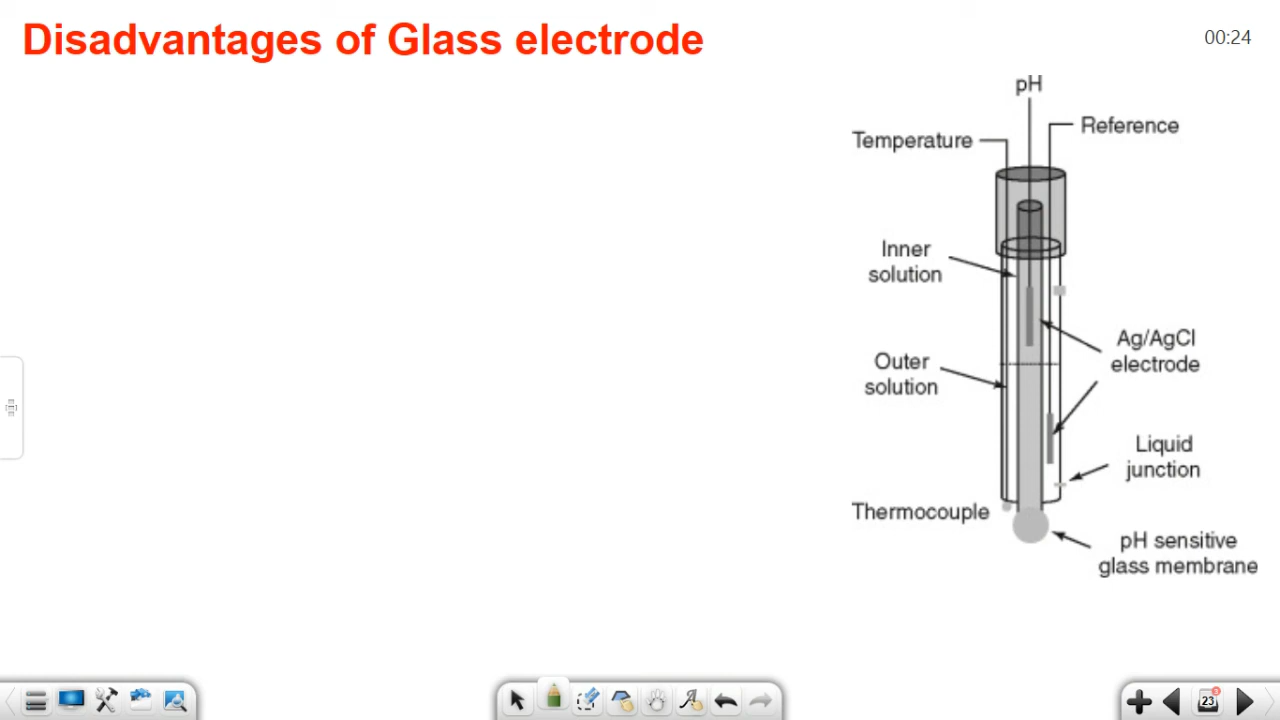 Disadvantages of Glass electrode
00:24
pH
Reference
Temperature
Inner
solution
Ag/AgCl
electrode
Outer
solution
Liquid
junction
Thermocouple
pH sensitive
glass membrane
23